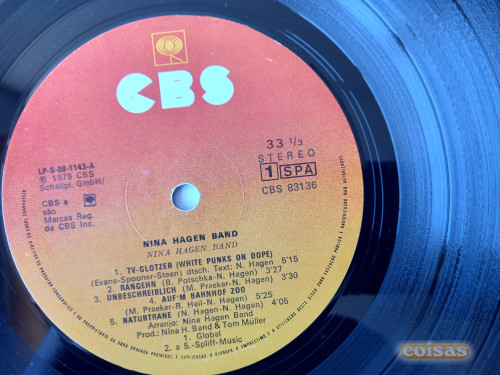 CBS
LP-S-00-1143-A
℗ 1978 CBS
Schallpl. GmbH/
CBS e
são
Marcas Reg.
da CBS Inc.
33 1/3
STEREO
1 SPA
CBS 83136
NINA HAGEN BAND
NINA HAGEN BAND
1. TV-GLOTZER (WHITE PUNKS ON DOPE)
(Evans-Spooner-Steen) dtsch. Text: N. Hagen 5'15
2. RANGEHN (B. Potschka-N. Hagen) 3'27
3. UNBESCHREIBLICH (M. Praeker-N. Hagen) 3'30
4. AUF'M BAHNHOF ZOO
(M. Praeker-R. Heil-N. Hagen) 5'25
5. NATURTRANE (N. Hagen-N. Hagen) 4'05
Arranjo: Nina Hagen Band
Prod.: Nina H. Band & Tom Müller
1. Global
2. a 5.-Spliff-Music
coisas